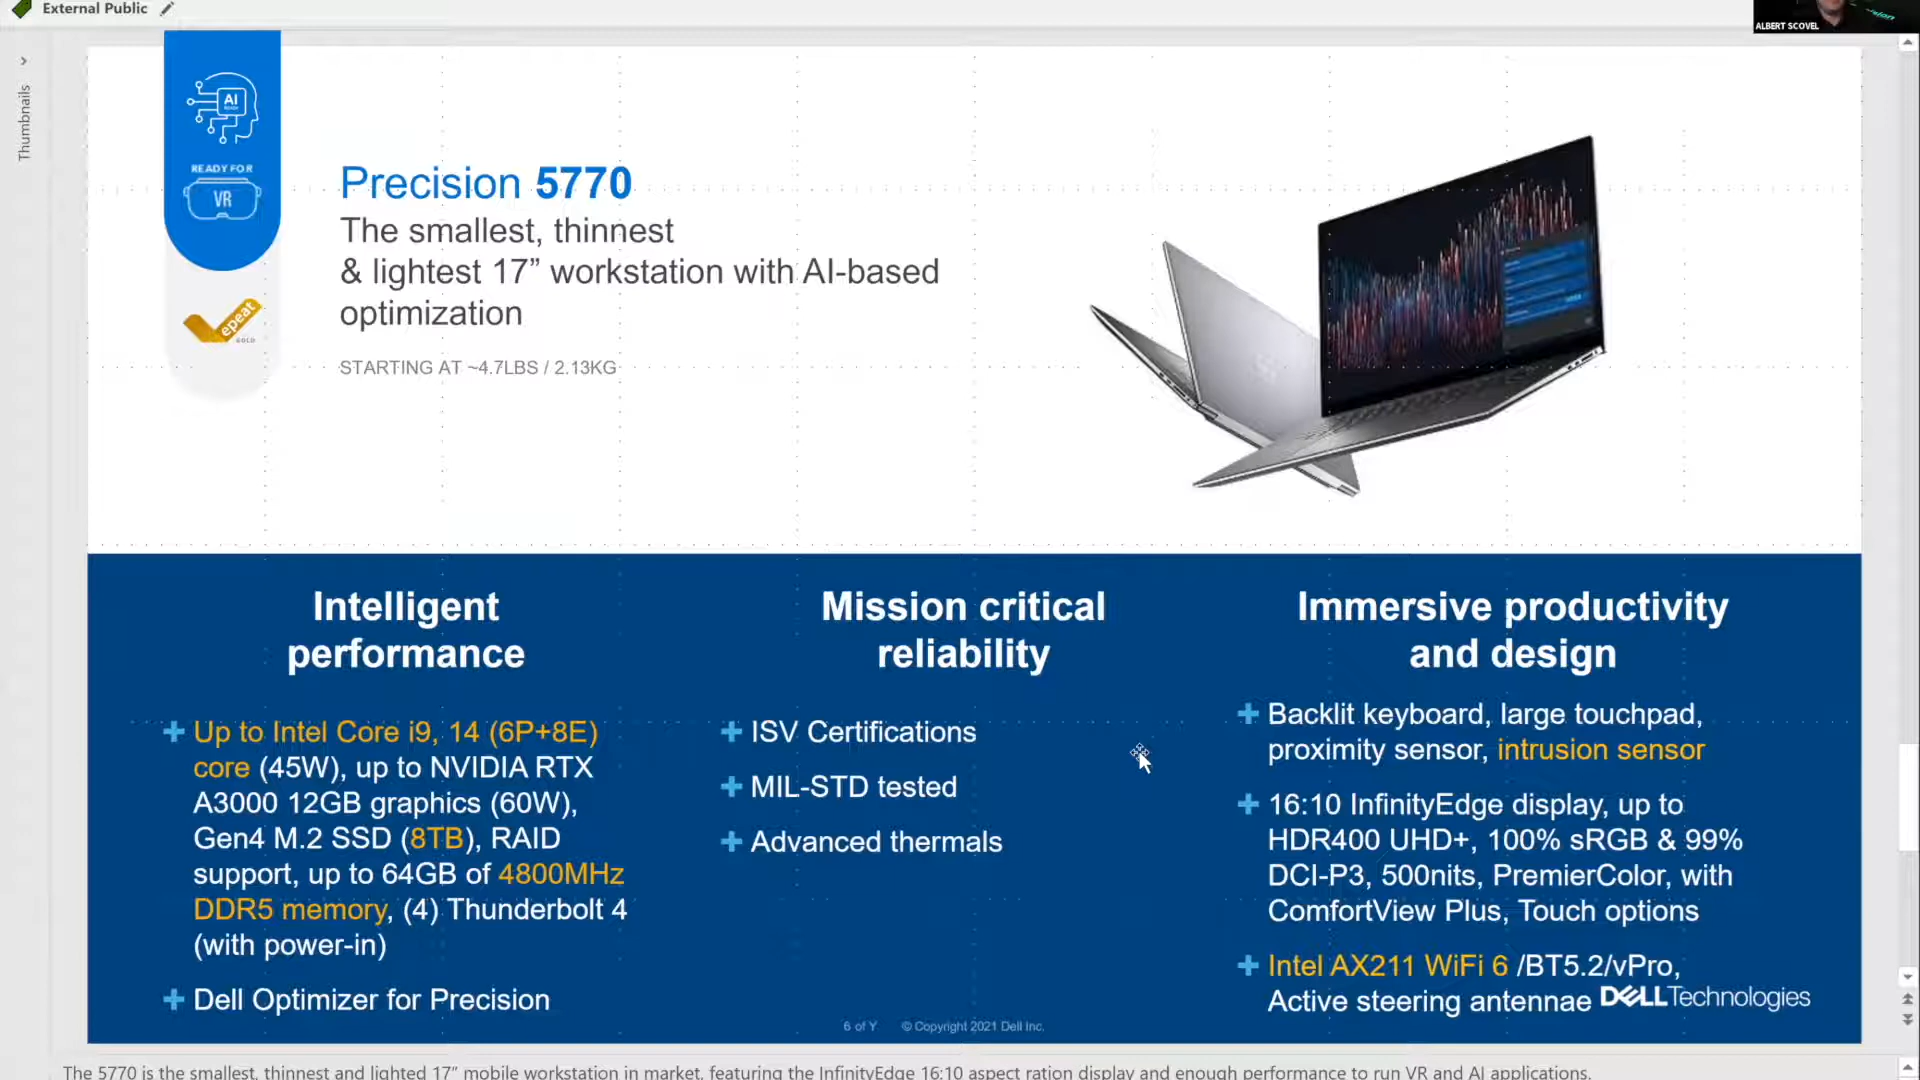 External Public
ALBERT SCOVEL
Thumbnails
AI
READY FOR
VR
epeat
GOLD
Precision 5770
The smallest, thinnest
& lightest 17” workstation with AI-based
optimization
STARTING AT ~4.7LBS / 2.13KG
Intelligent
performance
Up to Intel Core i9, 14 (6P+8E)
core (45W), up to NVIDIA RTX
A3000 12GB graphics (60W),
Gen4 M.2 SSD (8TB), RAID
support, up to 64GB of 4800MHz
DDR5 memory, (4) Thunderbolt 4
(with power-in)
Dell Optimizer for Precision
Mission critical
reliability
ISV Certifications
MIL-STD tested
Advanced thermals
Immersive productivity
and design
Backlit keyboard, large touchpad,
proximity sensor, intrusion sensor
16:10 InfinityEdge display, up to
HDR400 UHD+, 100% sRGB & 99%
DCI-P3, 500nits, PremierColor, with
ComfortView Plus, Touch options
Intel AX211 WiFi 6 /BT5.2/vPro,
Active steering antennae
DELLTechnologies
6 of Y © Copyright 2021 Dell Inc.
The 5770 is the smallest, thinnest and lighted 17” mobile workstation in market, featuring the InfinityEdge 16:10 aspect ration display and enough performance to run VR and AI applications.